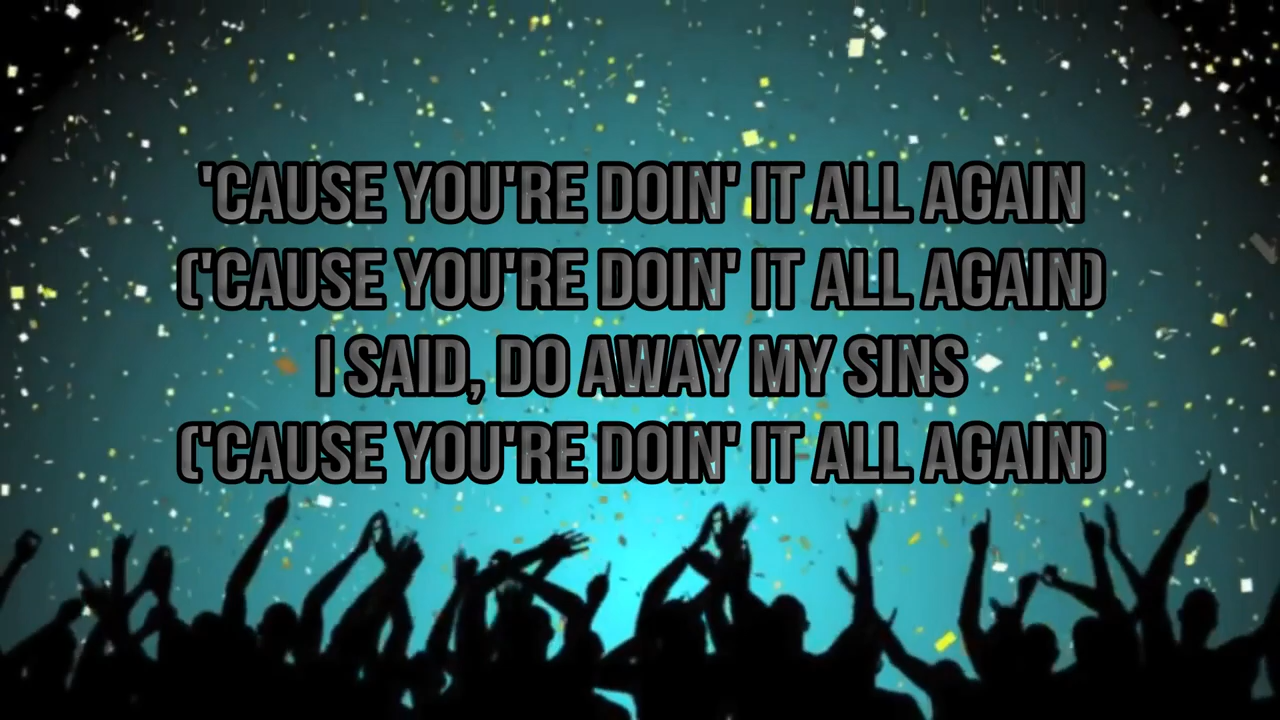 'CAUSE YOU'RE DOIN' IT ALL AGAIN
('CAUSE YOU'RE DOIN' IT ALL AGAIN)
I SAID, DO AWAY MY SINS
('CAUSE YOU'RE DOIN' IT ALL AGAIN)